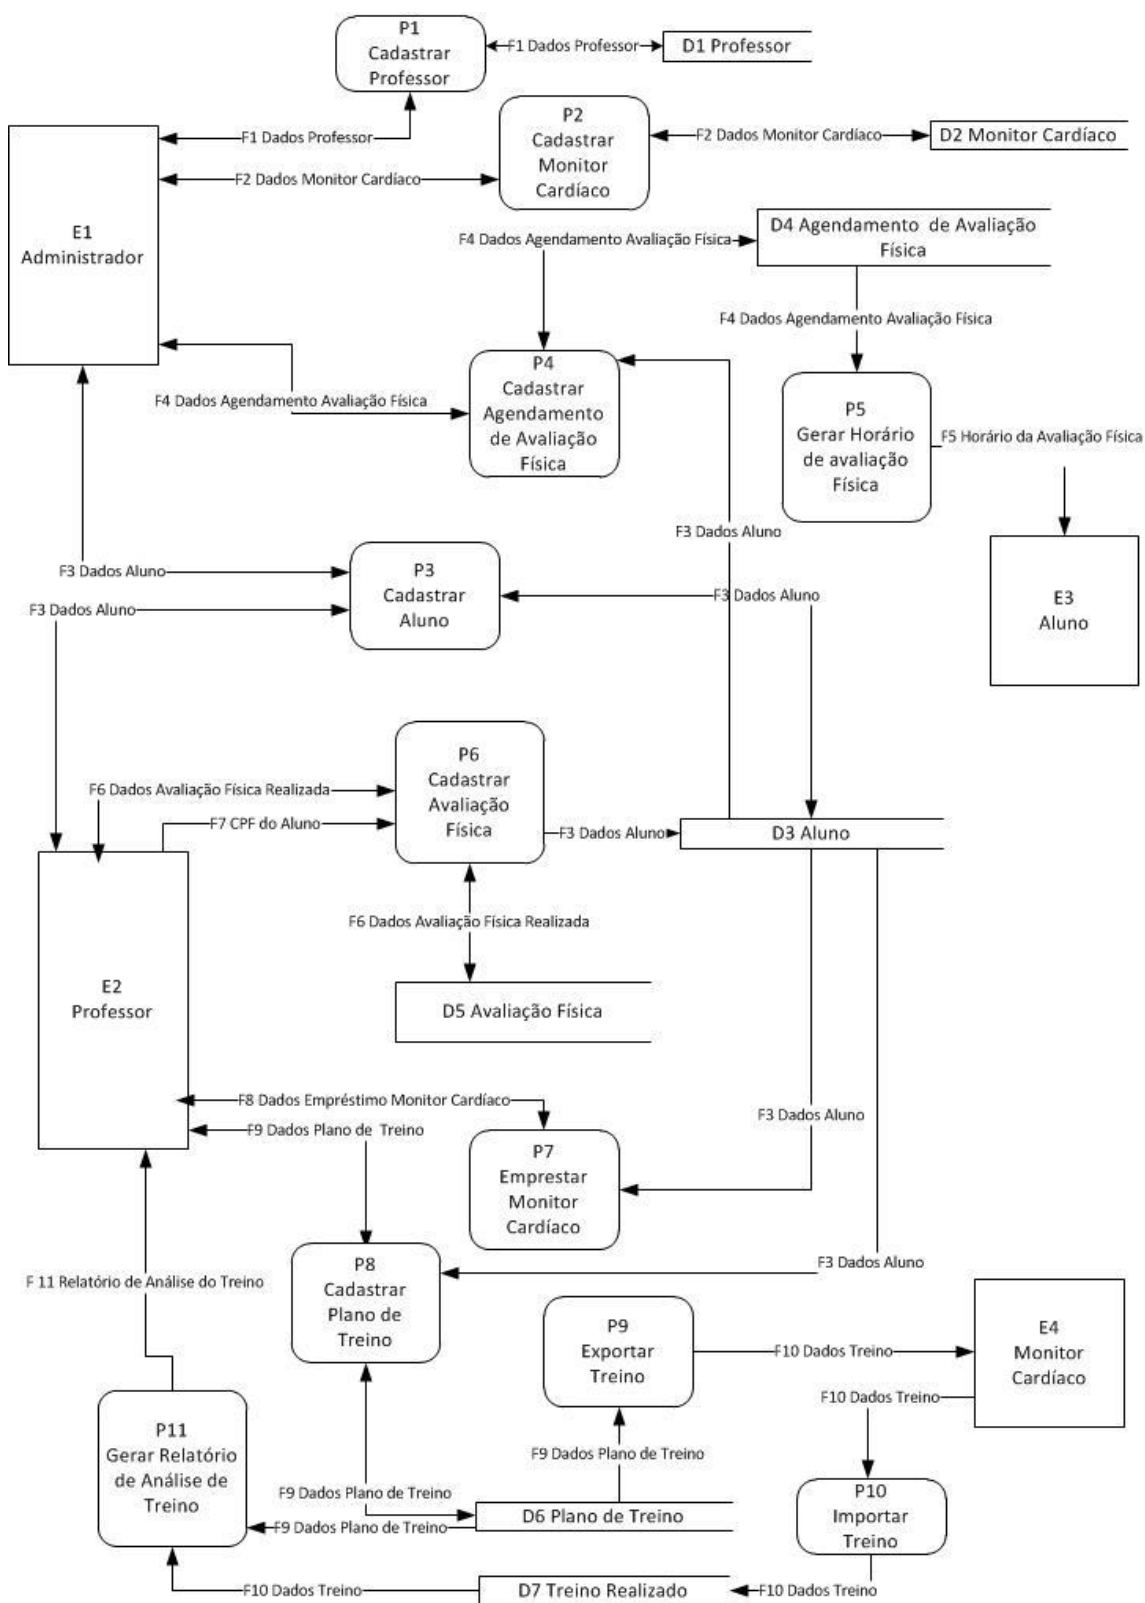 P1
Cadastrar
Professor
F1 Dados Professor
D1 Professor
F1 Dados Professor
P2
Cadastrar
Monitor
Cardíaco
F2 Dados Monitor Cardíaco
D2 Monitor Cardíaco
F2 Dados Monitor Cardíaco
E1
Administrador
F4 Dados Agendamento Avaliação Física
D4 Agendamento de Avaliação
Física
F4 Dados Agendamento Avaliação Física
P4
Cadastrar
Agendamento
de Avaliação
Física
F4 Dados Agendamento Avaliação Física
P5
Gerar Horário
de avaliação
Física
F5 Horário da Avaliação Física
F3 Dados Aluno
E3
Aluno
F3 Dados Aluno
P3
Cadastrar
Aluno
F3 Dados Aluno
F3 Dados Aluno
P6
Cadastrar
Avaliação
Física
F6 Dados Avaliação Física Realizada
F7 CPF do Aluno
F3 Dados Aluno
D3 Aluno
F6 Dados Avaliação Física Realizada
E2
Professor
D5 Avaliação Física
F8 Dados Empréstimo Monitor Cardíaco
F9 Dados Plano de Treino
F3 Dados Aluno
P7
Emprestar
Monitor
Cardíaco
F3 Dados Aluno
F 11 Relatório de Análise do Treino
P8
Cadastrar
Plano de
Treino
P9
Exportar
Treino
F10 Dados Treino
E4
Monitor
Cardíaco
F10 Dados Treino
P11
Gerar Relatório
de Análise de
Treino
F9 Dados Plano de Treino
F9 Dados Plano de Treino
D6 Plano de Treino
F9 Dados Plano de Treino
P10
Importar
Treino
F10 Dados Treino
D7 Treino Realizado
F10 Dados Treino